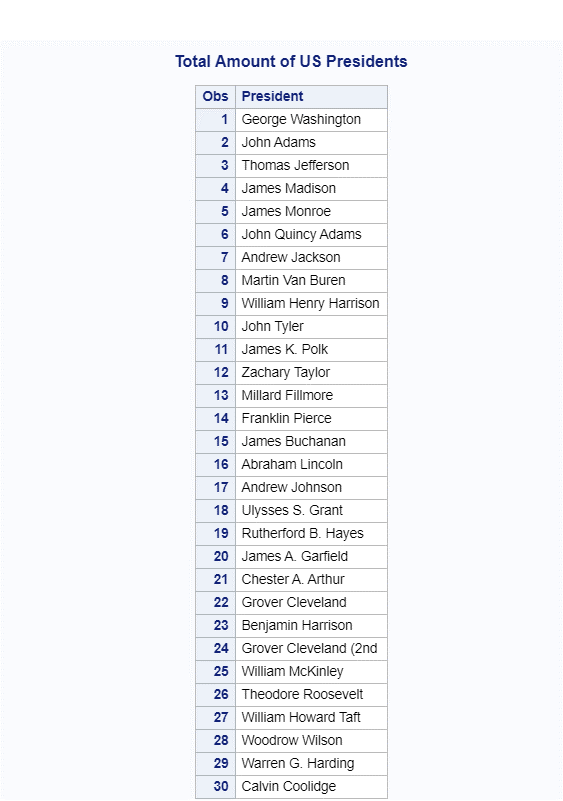 Total Amount of US Presidents
Obs President
1 George Washington
2 John Adams
3 Thomas Jefferson
4 James Madison
5 James Monroe
6 John Quincy Adams
7 Andrew Jackson
8 Martin Van Buren
9 William Henry Harrison
10 John Tyler
11 James K. Polk
12 Zachary Taylor
13 Millard Fillmore
14 Franklin Pierce
15 James Buchanan
16 Abraham Lincoln
17 Andrew Johnson
18 Ulysses S. Grant
19 Rutherford B. Hayes
20 James A. Garfield
21 Chester A. Arthur
22 Grover Cleveland
23 Benjamin Harrison
24 Grover Cleveland (2nd
25 William McKinley
26 Theodore Roosevelt
27 William Howard Taft
28 Woodrow Wilson
29 Warren G. Harding
30 Calvin Coolidge